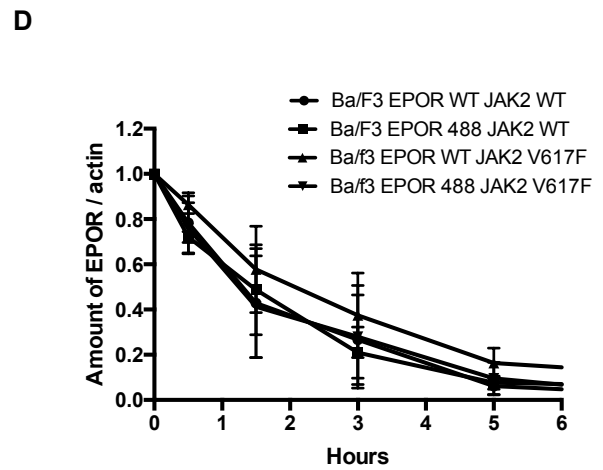 D
Ba/F3 EPOR WT JAK2 WT
Ba/F3 EPOR 488 JAK2 WT
Ba/f3 EPOR WT JAK2 V617F
Ba/f3 EPOR 488 JAK2 V617F
Amount of EPOR / actin
1.2
1.0
0.8
0.6
0.4
0.2
0.0
0 1 2 3 4 5 6
Hours